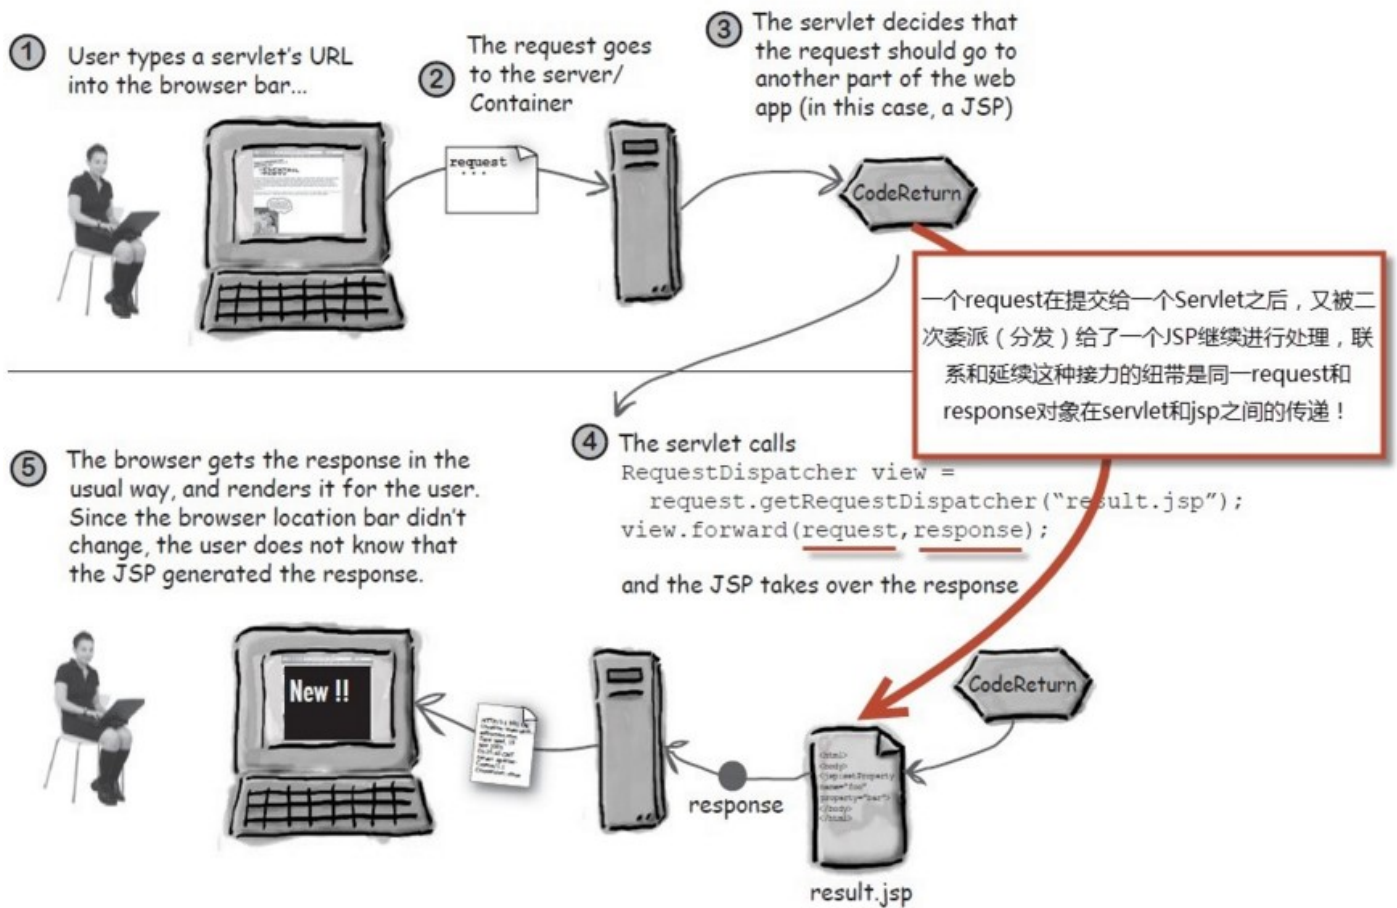 1
User types a servlet's URL
into the browser bar...
2
The request goes
to the server/
Container
3
The servlet decides that
the request should go to
another part of the web
app (in this case, a JSP)
request
...
CodeReturn
一个request在提交给一个Servlet之后，又被二
次委派（分发）给了一个JSP继续进行处理，联
系和延续这种接力的纽带是同一request和
response对象在servlet和jsp之间的传递！
4
The servlet calls
RequestDispatcher view =
request.getRequestDispatcher("result.jsp");
view.forward(request,response);
and the JSP takes over the response
5
The browser gets the response in the
usual way, and renders it for the user.
Since the browser location bar didn't
change, the user does not know that
the JSP generated the response.
New !!
response
CodeReturn
<html>
<body>
<jsp:setProperty
name="foo"
property="bar">
</body>
</html>
result.jsp